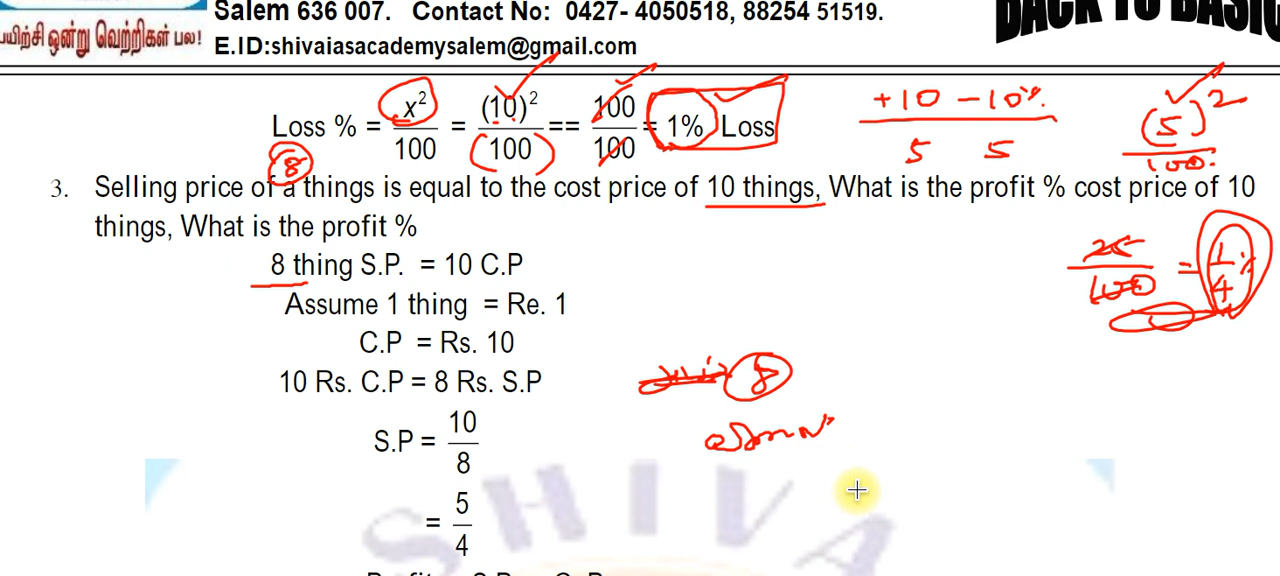 Salem 636 007. Contact No: 0427- 4050518, 88254 51519.
BACK TO BASIC
பயிற்சி ஒன்று வெற்றிகள் பல!
E.ID:shivaiasacademysalem@gmail.com
Loss % = x²/100 = (10)²/(100) == 100/100 = 1% Loss
+10 -10%
5 5
(5)²/100
8
3. Selling price of a things is equal to the cost price of 10 things, What is the profit % cost price of 10
things, What is the profit %
25/100 = 1/4 %
8 thing S.P. = 10 C.P
Assume 1 thing = Re. 1
C.P = Rs. 10
10 Rs. C.P = 8 Rs. S.P
8
S.P = 10/8
= 5/4
SHIVA